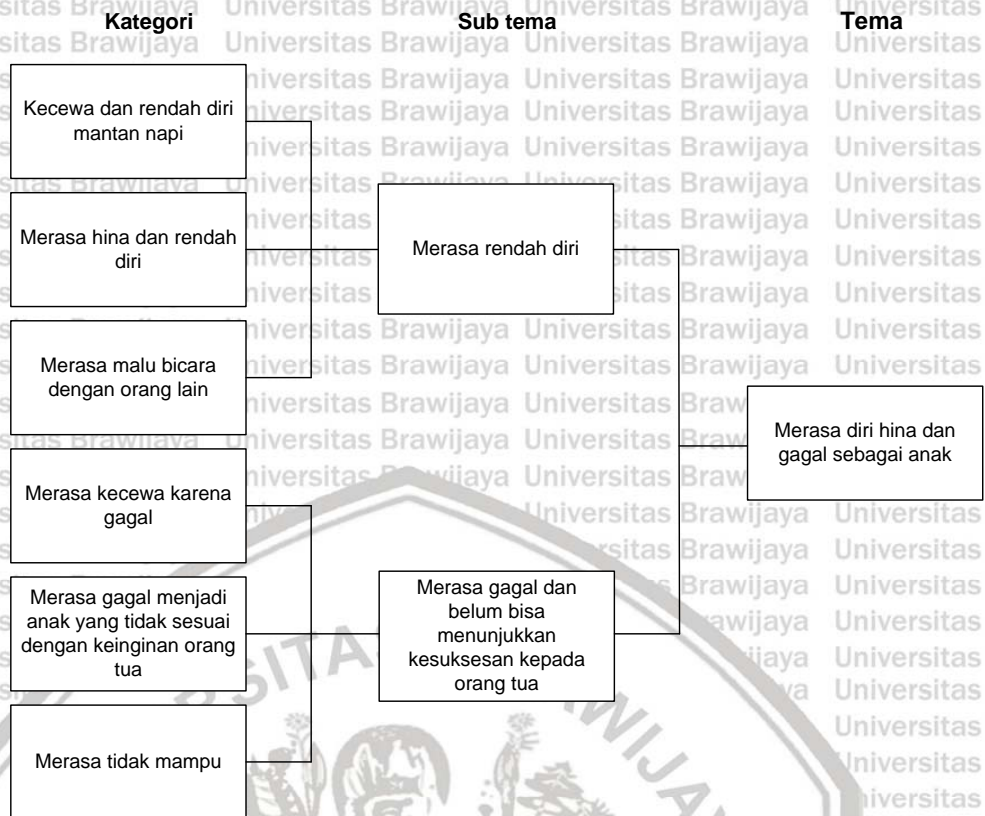 Kategori
Sub tema
Tema
Kecewa dan rendah diri
mantan napi
Merasa hina dan rendah
diri
Merasa malu bicara
dengan orang lain
Merasa kecewa karena
gagal
Merasa gagal menjadi
anak yang tidak sesuai
dengan keinginan orang
tua
Merasa tidak mampu
Merasa rendah diri
Merasa gagal dan
belum bisa
menunjukkan
kesuksesan kepada
orang tua
Merasa diri hina dan
gagal sebagai anak
Universitas Brawijaya